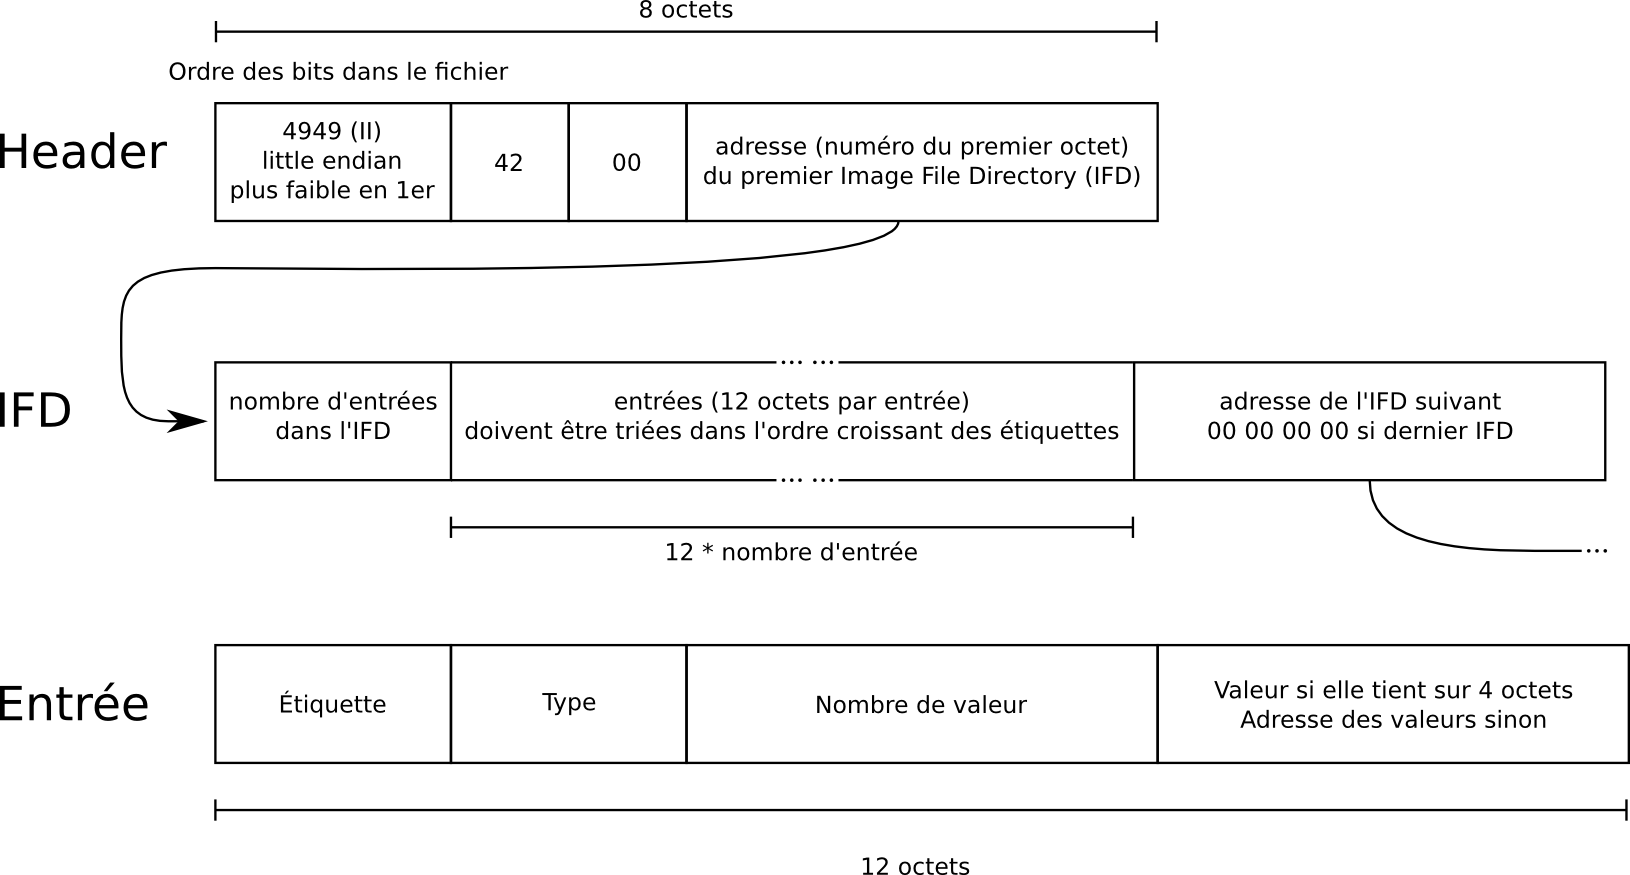 8 octets
Ordre des bits dans le fichier
Header
4949 (II)
little endian
plus faible en 1er
42
00
adresse (numéro du premier octet)
du premier Image File Directory (IFD)
... ...
IFD
nombre d'entrées
dans l'IFD
entrées (12 octets par entrée)
doivent être triées dans l'ordre croissant des étiquettes
adresse de l'IFD suivant
00 00 00 00 si dernier IFD
... ...
12 * nombre d'entrée
...
Entrée
Étiquette
Type
Nombre de valeur
Valeur si elle tient sur 4 octets
Adresse des valeurs sinon
12 octets